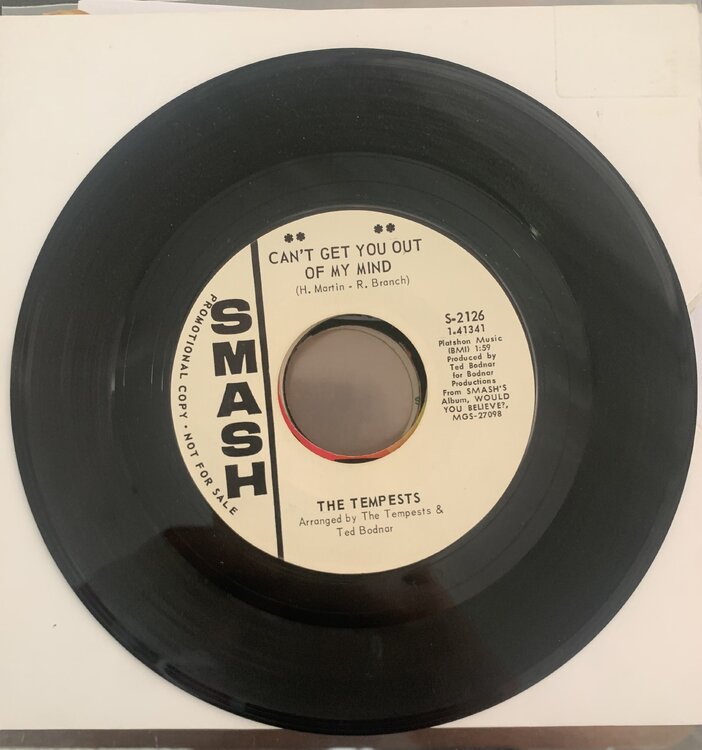 CAN'T GET YOU OUT
OF MY MIND
(H. Martin - R. Branch)
SMASH
PROMOTIONAL COPY • NOT FOR SALE
S-2126
1-41341
Platshon Music
(BMI) 1:59
Produced by
Ted Bodnar
for Bodnar
Productions
From SMASH'S
Album, WOULD
YOU BELIEVE?,
MGS-27098
THE TEMPESTS
Arranged by The Tempests &
Ted Bodnar